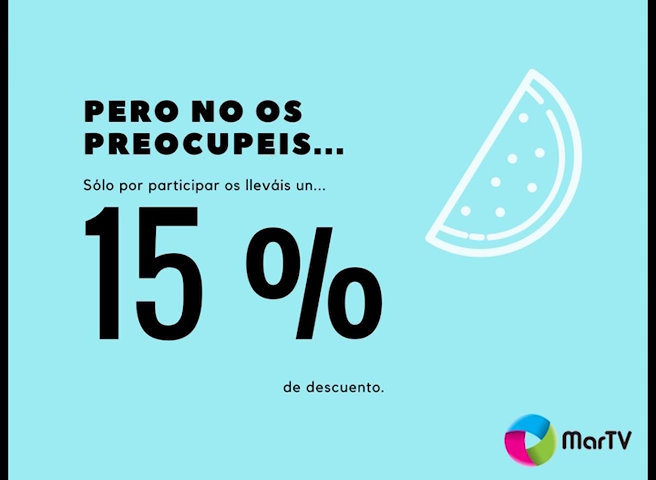 PERO NO OS
PREOCUPEIS...
Sólo por participar os lleváis un...
15 %
de descuento.
MarTV